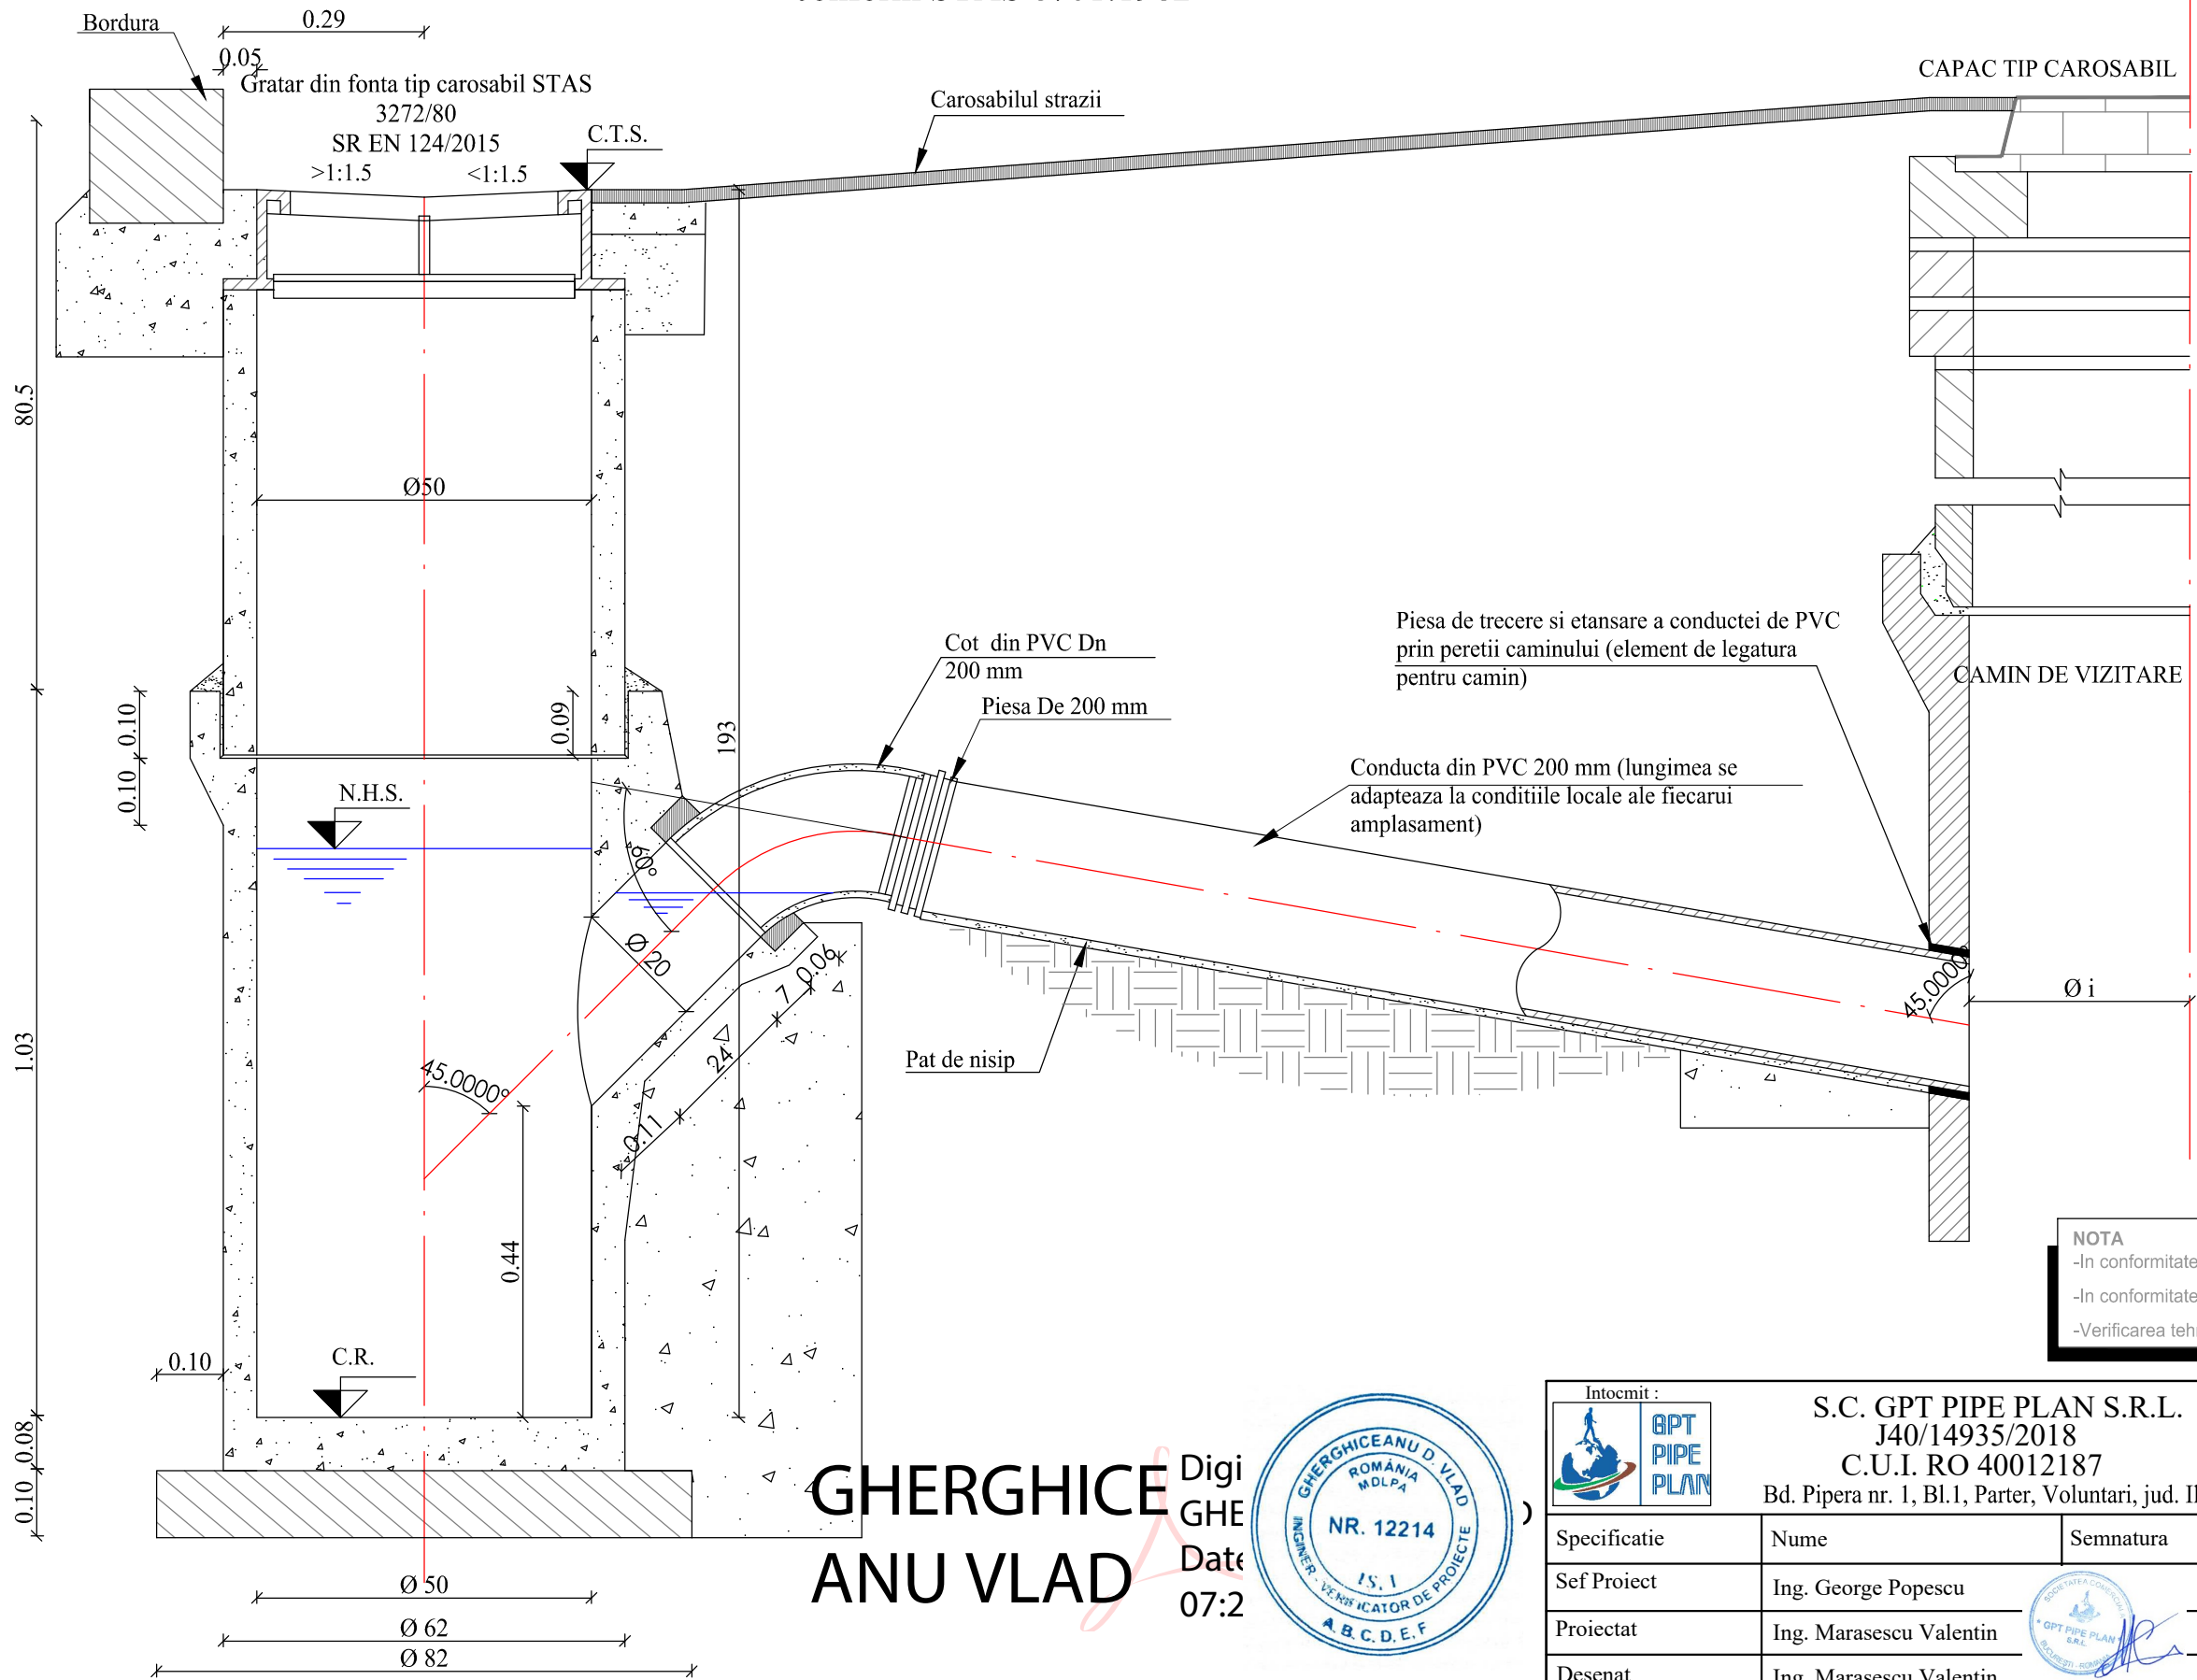 Bordura
0.29
0.05
Gratar din fonta tip carosabil STAS
3272/80
SR EN 124/2015
>1:1.5
<1:1.5
C.T.S.
Carosabilul strazii
CAPAC TIP CAROSABIL
80.5
Ø50
193
0.10
0.10
0.09
N.H.S.
Cot din PVC Dn
200 mm
Piesa De 200 mm
Piesa de trecere si etansare a conductei de PVC
prin peretii caminului (element de legatura
pentru camin)
CAMIN DE VIZITARE
Conducta din PVC 200 mm (lungimea se
adapteaza la conditiile locale ale fiecarui
amplasament)
60°
Ø 20
7
0.06
24
0.11
45.0000°
45.0000°
Ø i
Pat de nisip
1.03
0.44
C.R.
0.10
0.08
0.10
Ø 50
Ø 62
Ø 82
NOTA
-In conformitate
-In conformitate
-Verificarea
GHERGHICE
ANU VLAD
Digi
GHE
Date
07:2
GHERGHICEANU D. VLAD
ROMÂNIA
MDLPA
NR. 12214
IS, I
INGINER - VERIFICATOR DE PROIECTE
A. B. C. D. E. F
Intocmit :
GPT
PIPE
PLAN
S.C. GPT PIPE PLAN S.R.L.
J40/14935/2018
C.U.I. RO 40012187
Bd. Pipera nr. 1, Bl.1, Parter, Voluntari, jud.
Specificatie
Nume
Semnatura
Sef Proiect
Ing. George Popescu
Proiectat
Ing. Marasescu Valentin
Desenat
Ing. Marasescu Valentin
SOCIETATEA COMERCIALA
* GPT PIPE PLAN *
S.R.L.
BUCURESTI - ROMANIA